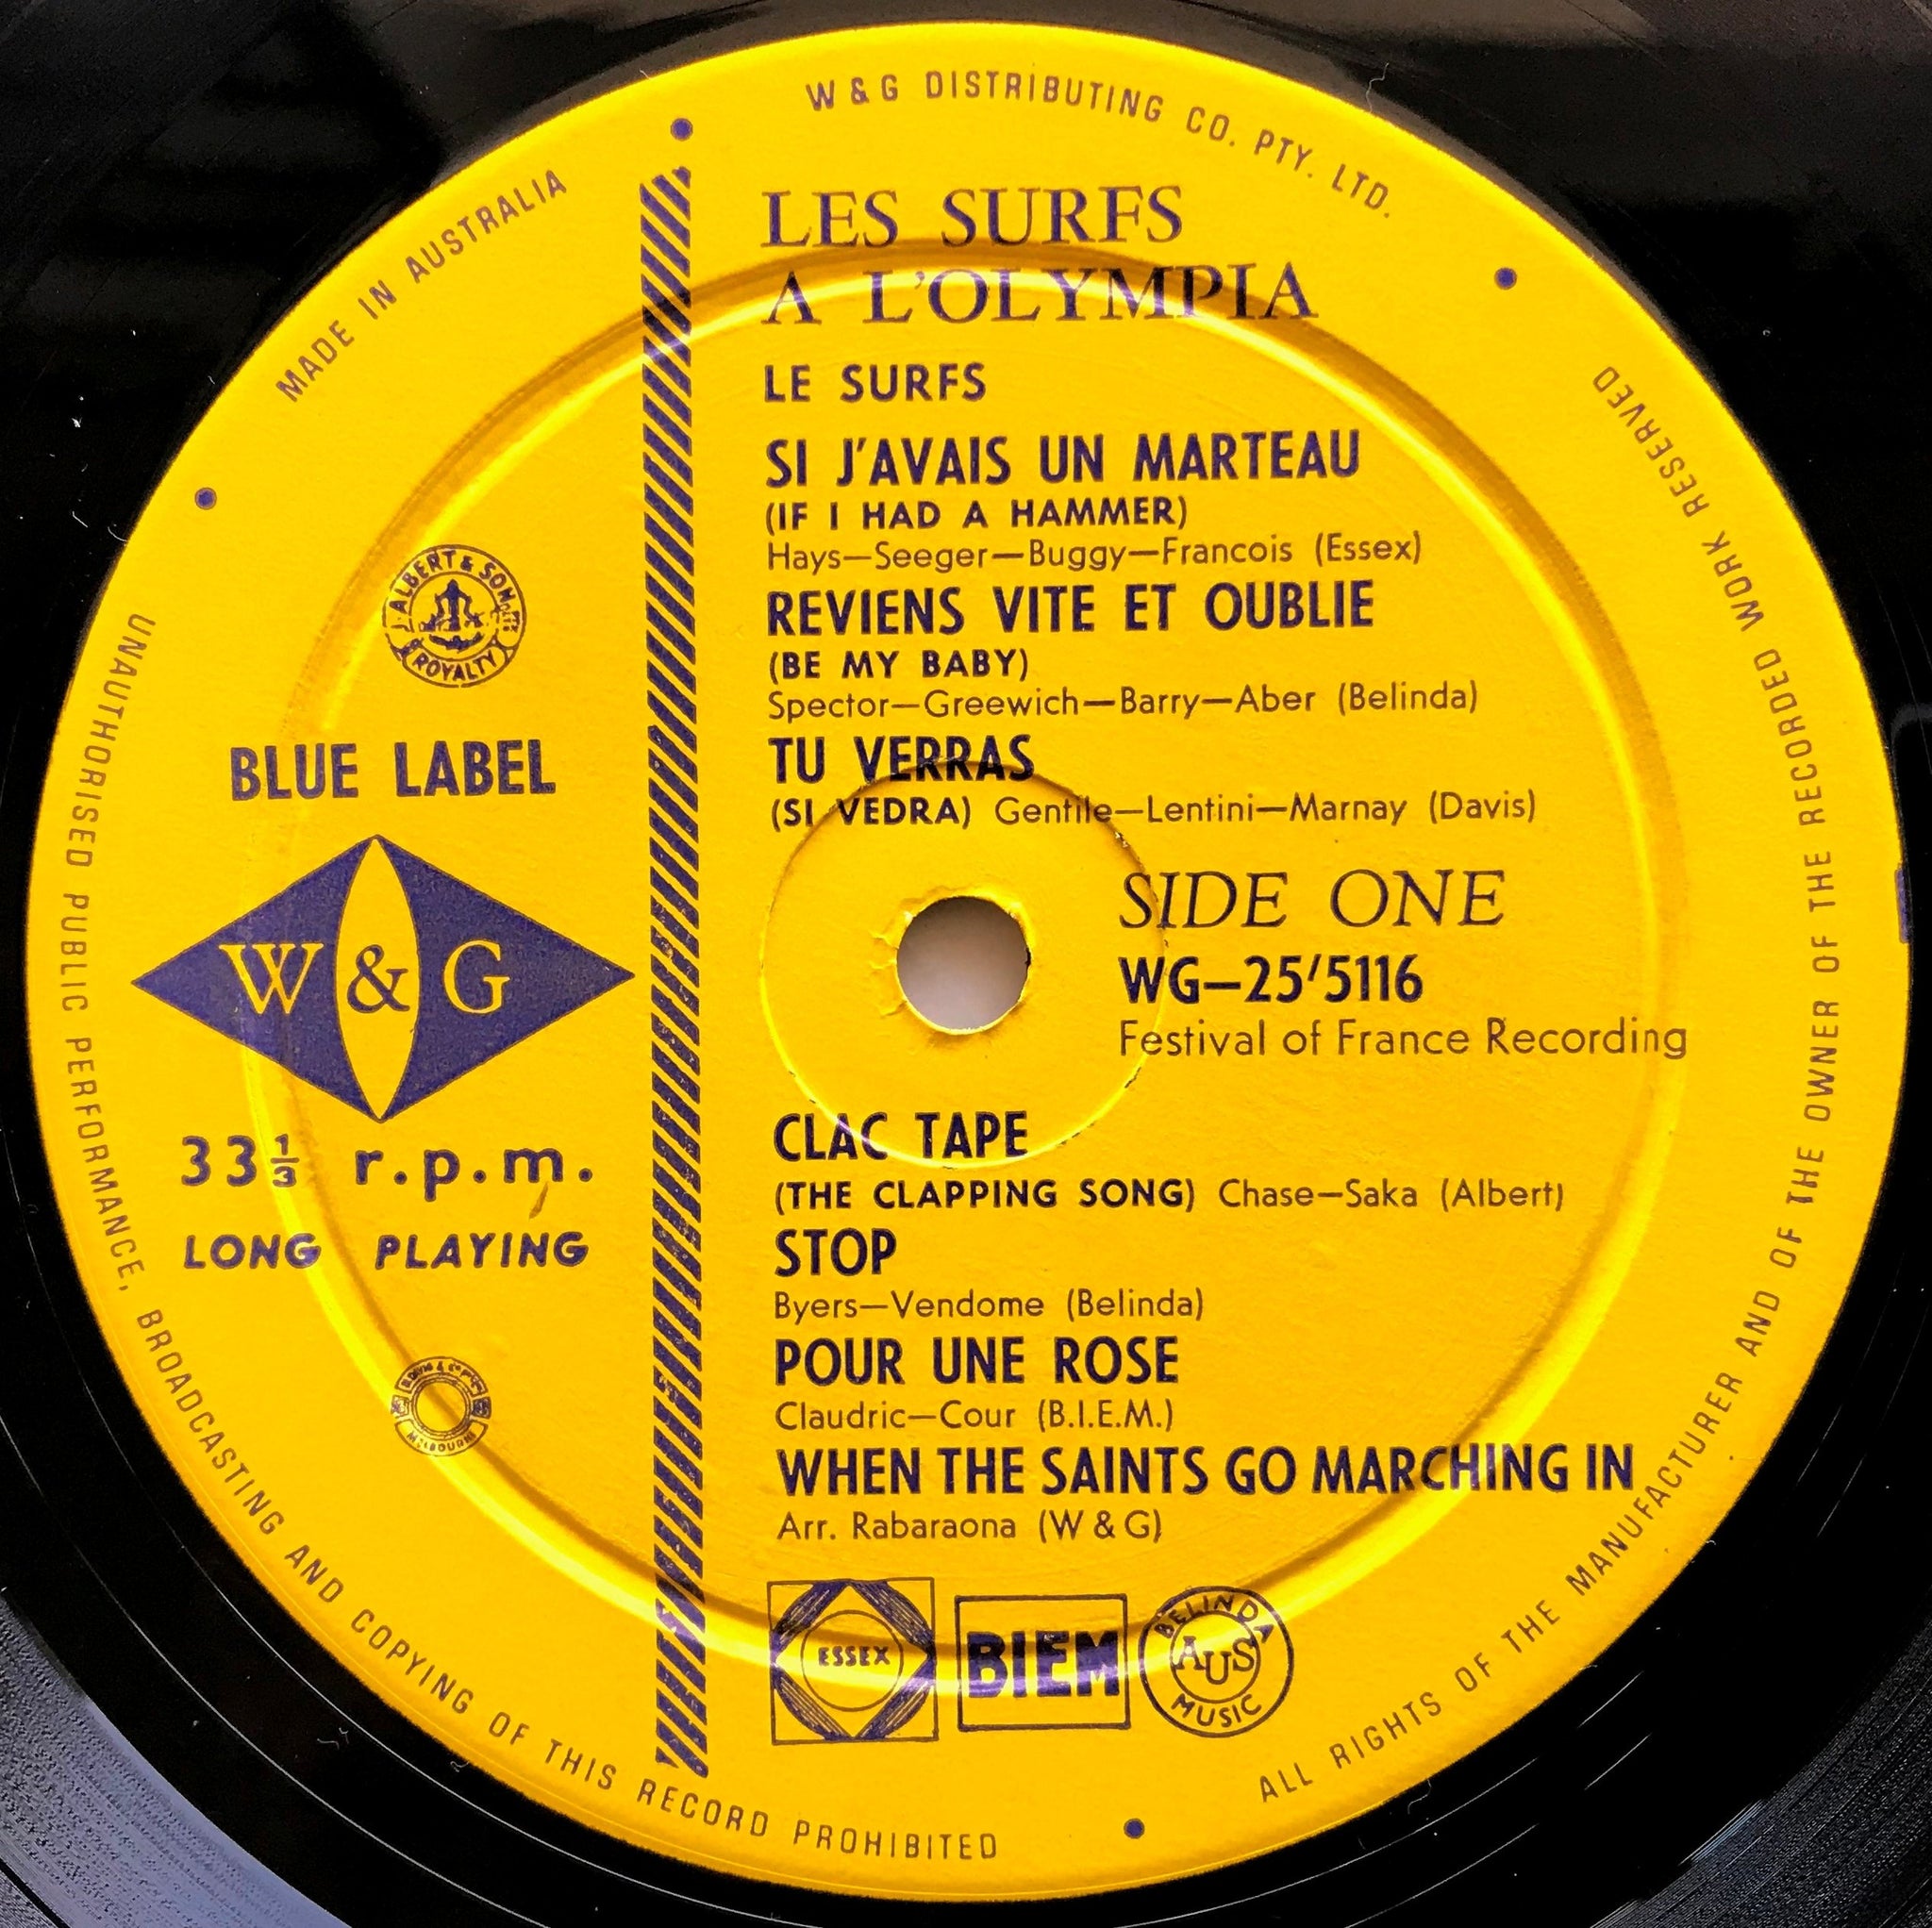 W & G DISTRIBUTING CO. PTY. LTD.
MADE IN AUSTRALIA
LES SURFS
A L'OLYMPIA
LE SURFS
SI J'AVAIS UN MARTEAU
(IF I HAD A HAMMER)
Hays—Seeger—Buggy—Francois (Essex)
REVIENS VITE ET OUBLIE
(BE MY BABY)
Spector—Greewich—Barry—Aber (Belinda)
TU VERRAS
(SI VEDRA) Gentile—Lentini—Marnay (Davis)
SIDE ONE
WG—25/5116
Festival of France Recording
CLAC TAPE
(THE CLAPPING SONG) Chase—Saka (Albert)
STOP
Byers—Vendome (Belinda)
POUR UNE ROSE
Claudric—Cour (B.I.E.M.)
WHEN THE SAINTS GO MARCHING IN
Arr. Rabaraona (W & G)
ESSEX
BIEM
BELINDA
AUS
MUSIC
J. ALBERT & SON
ROYALTY
BLUE LABEL
W & G
33⅓ r.p.m.
LONG PLAYING
MELBOURNE
UNAUTHORISED PUBLIC PERFORMANCE, BROADCASTING AND COPYING OF THIS RECORD PROHIBITED
ALL RIGHTS OF THE MANUFACTURER AND OF THE OWNER OF THE RECORDED WORK RESERVED